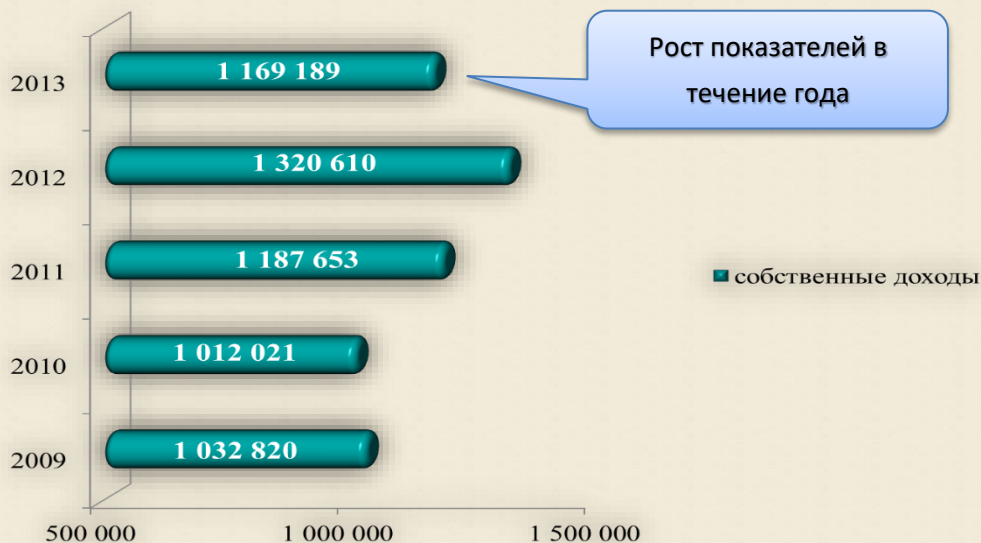 Рост показателей в
течение года
2013
1 169 189
2012
1 320 610
2011
1 187 653
собственные доходы
2010
1 012 021
2009
1 032 820
500 000
1 000 000
1 500 000